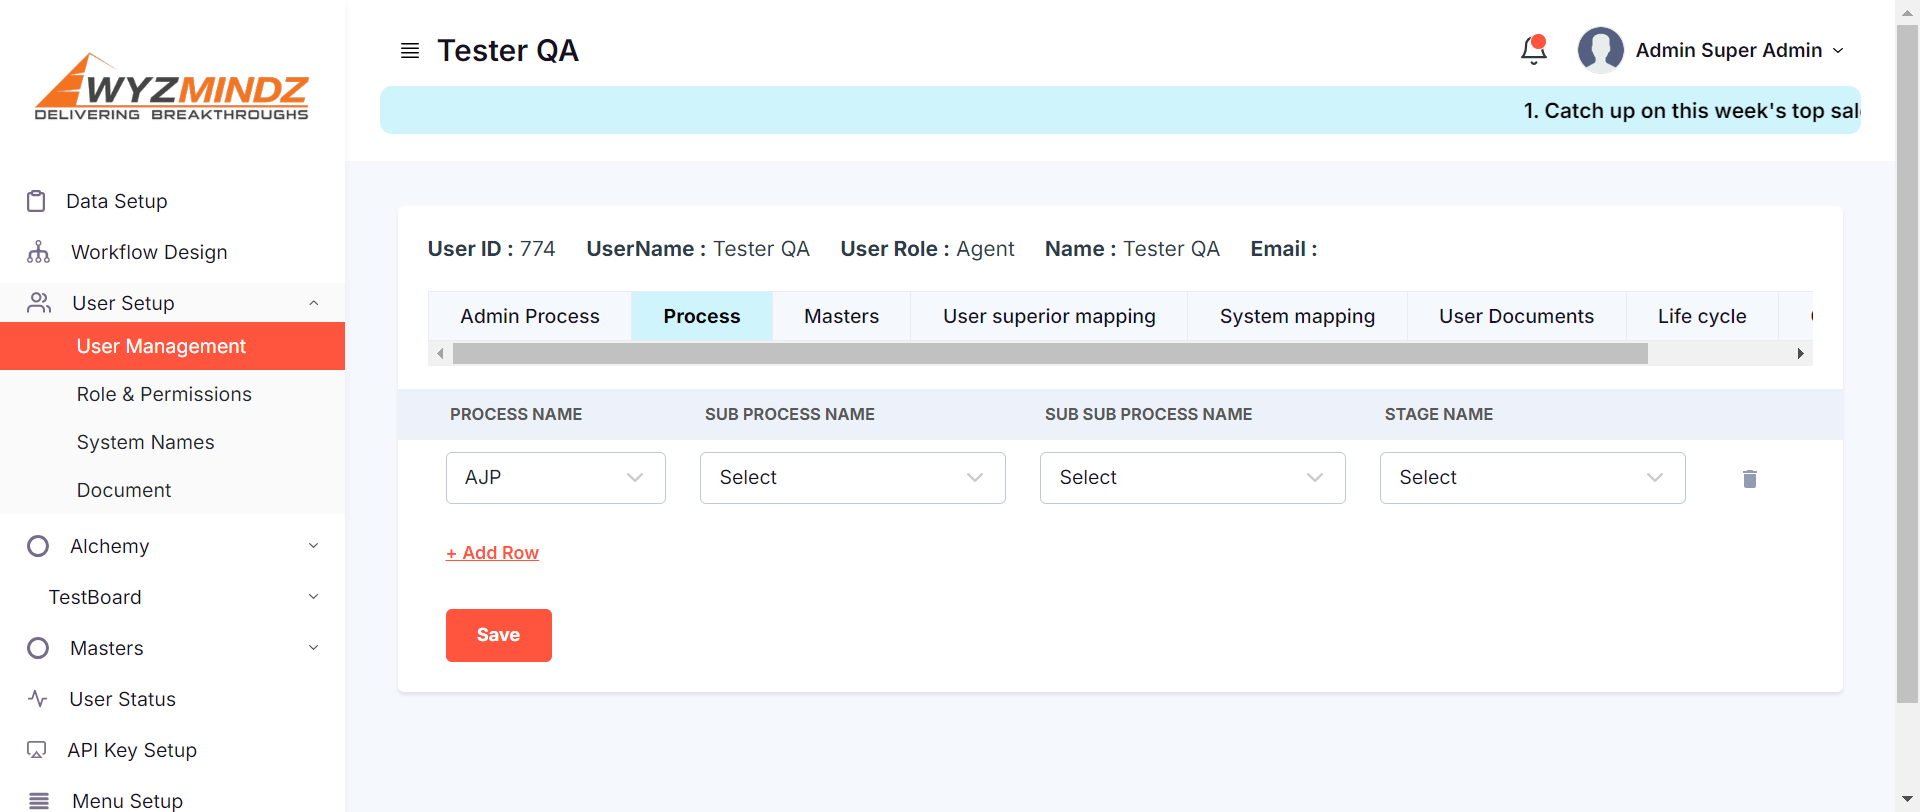 WYZMINDZ
DELIVERING BREAKTHROUGHS
Data Setup
Workflow Design
User Setup
User Management
Role & Permissions
System Names
Document
Alchemy
TestBoard
Masters
User Status
API Key Setup
Menu Setup
Tester QA
Admin Super Admin
1. Catch up on this week's top sal
User ID : 774 UserName : Tester QA User Role : Agent Name : Tester QA Email :
Admin Process Process Masters User superior mapping System mapping User Documents Life cycle
PROCESS NAME SUB PROCESS NAME SUB SUB PROCESS NAME STAGE NAME
AJP Select Select Select
+ Add Row
Save